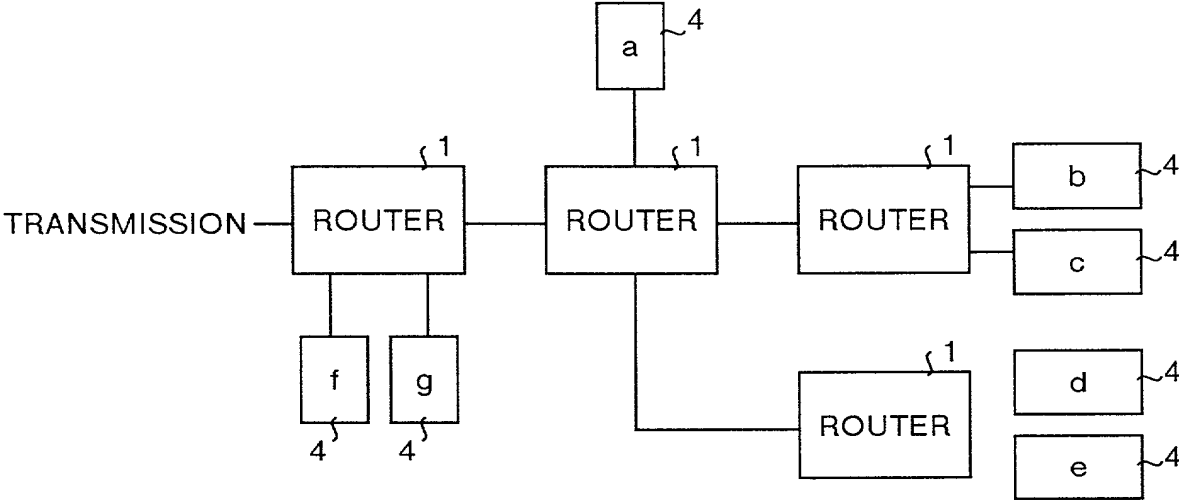 a 4
1 1 1
b 4
TRANSMISSION ROUTER ROUTER ROUTER
c 4
1
f g d 4
ROUTER
4 4
e 4